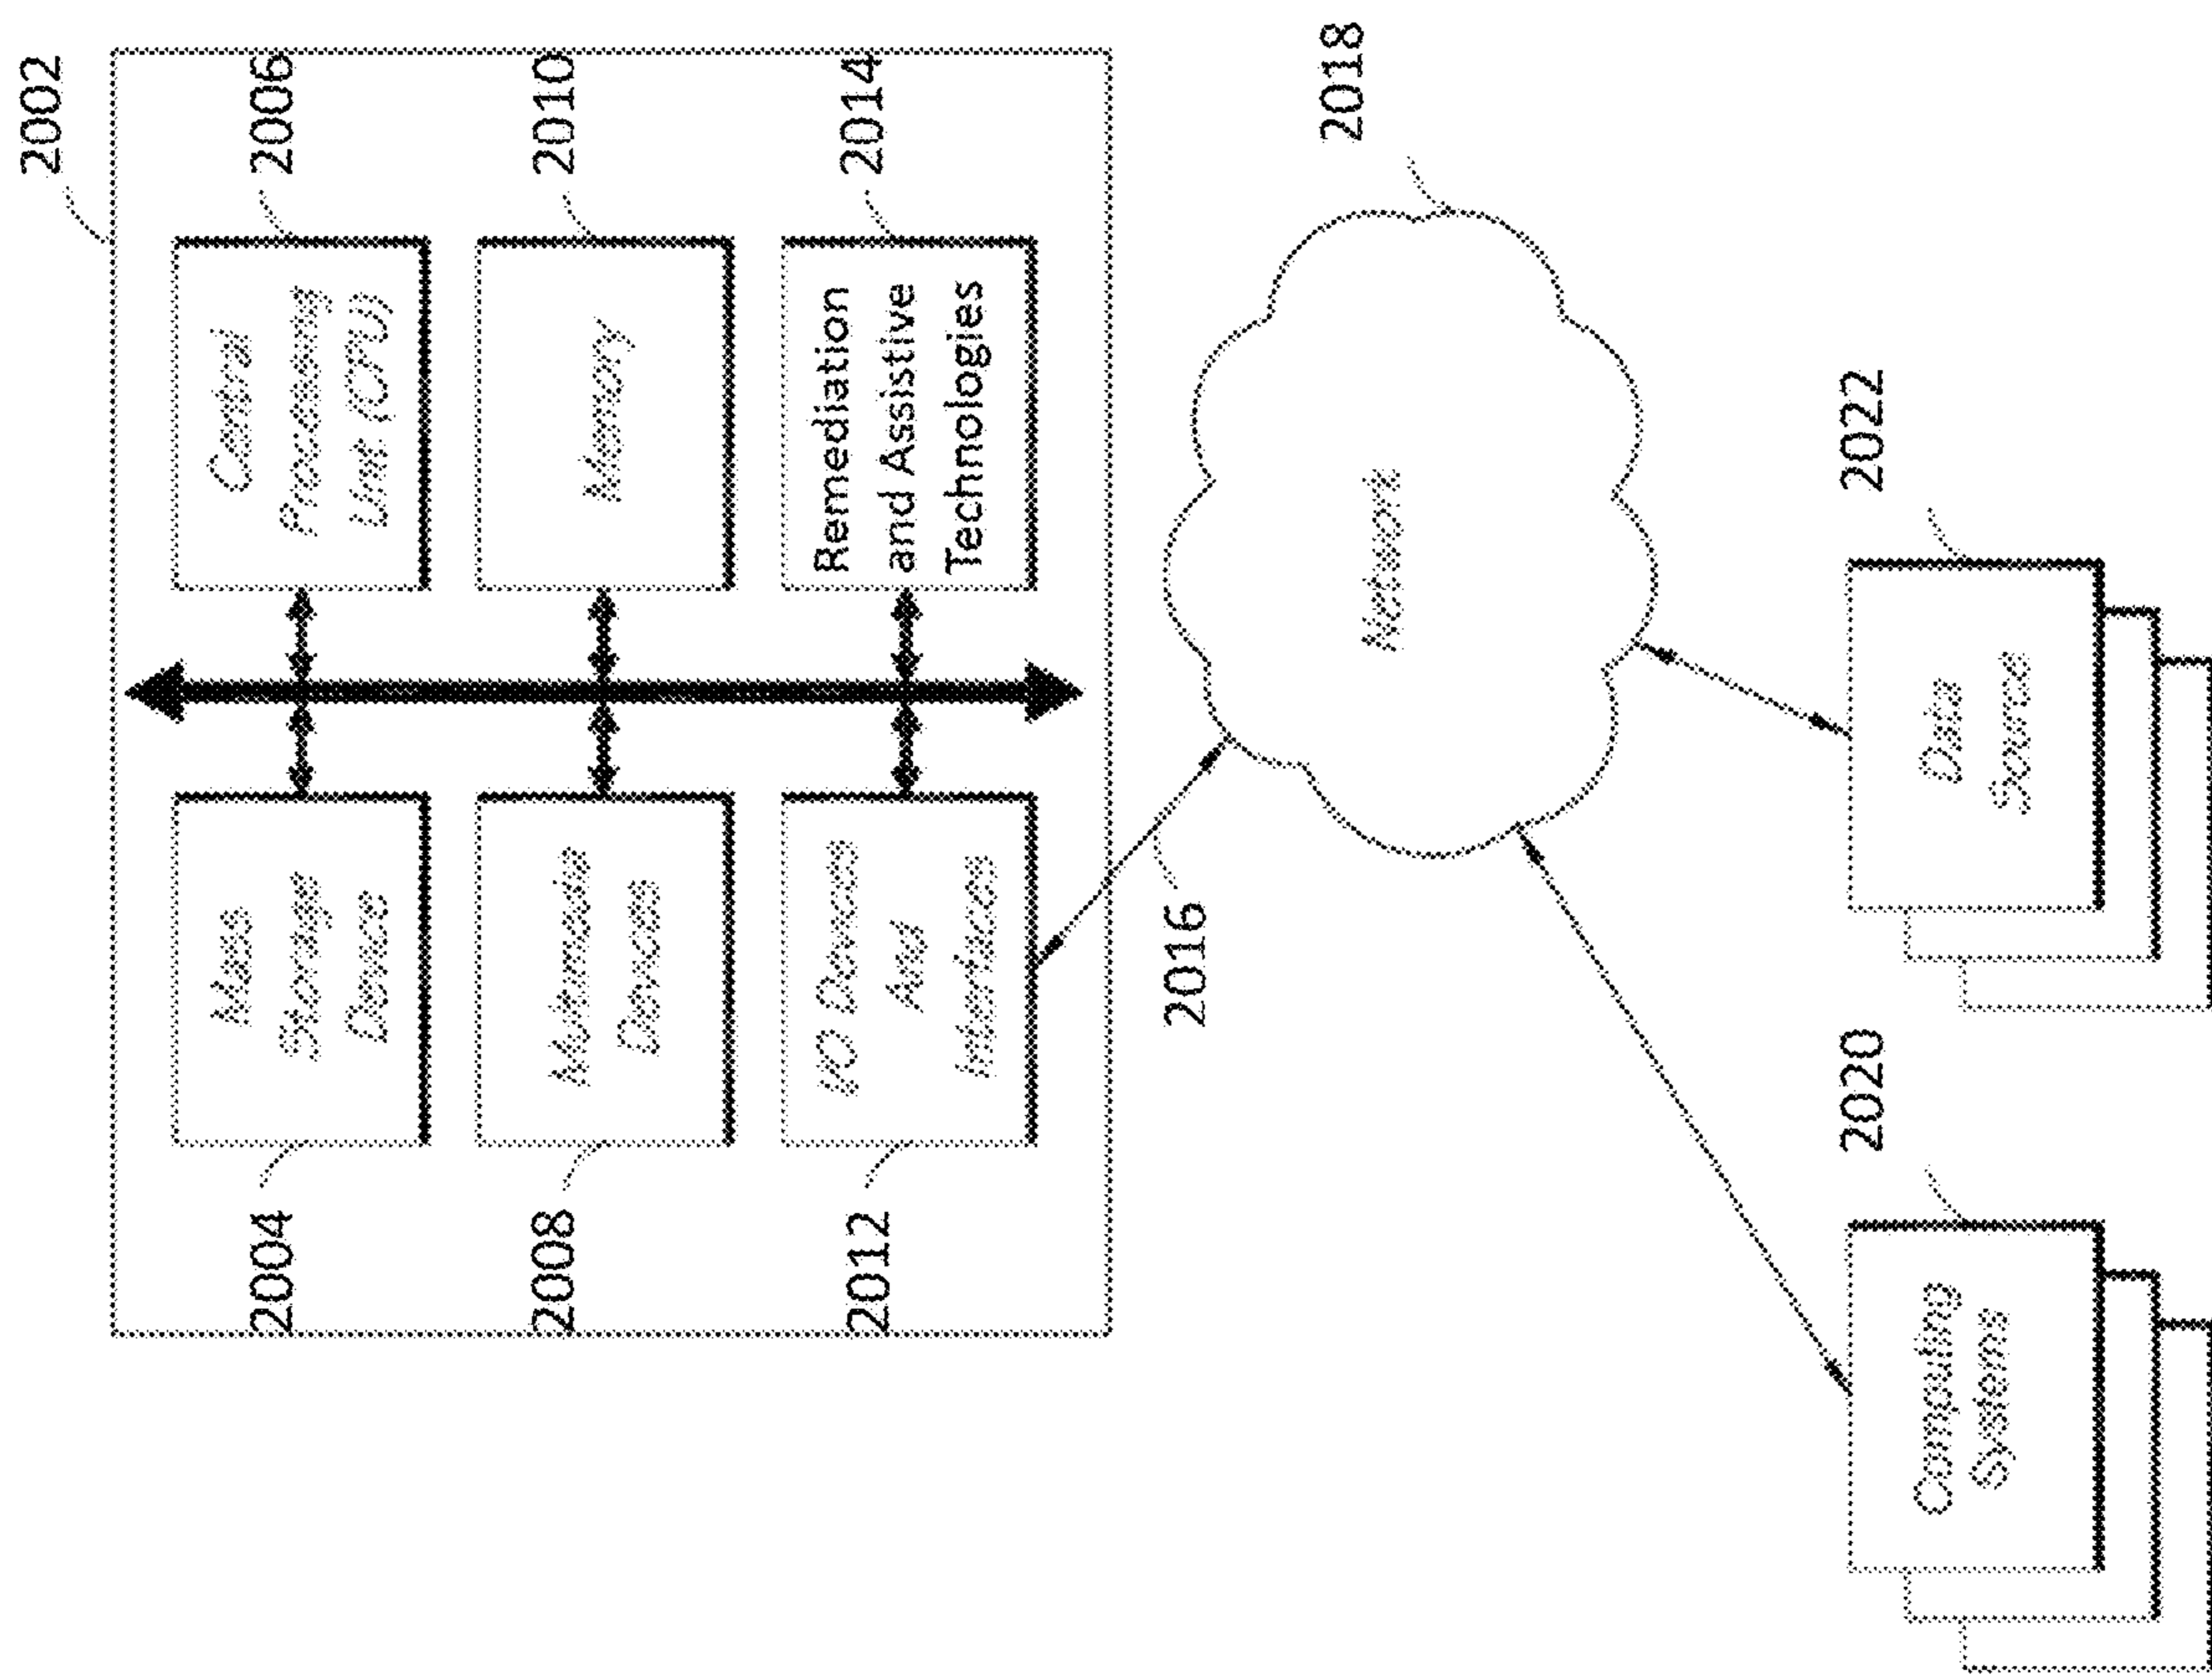 2002
2004
Mass
Storage
Device
Central
Processing
Unit (CPU)
2006
2008
Multimedia
Devices
Memory
2010
2012
I/O Devices
And
Interfaces
Remediation
and Assistive
Technologies
2014
2016
Network
2018
2020
Computing
Systems
2022
Data
Source